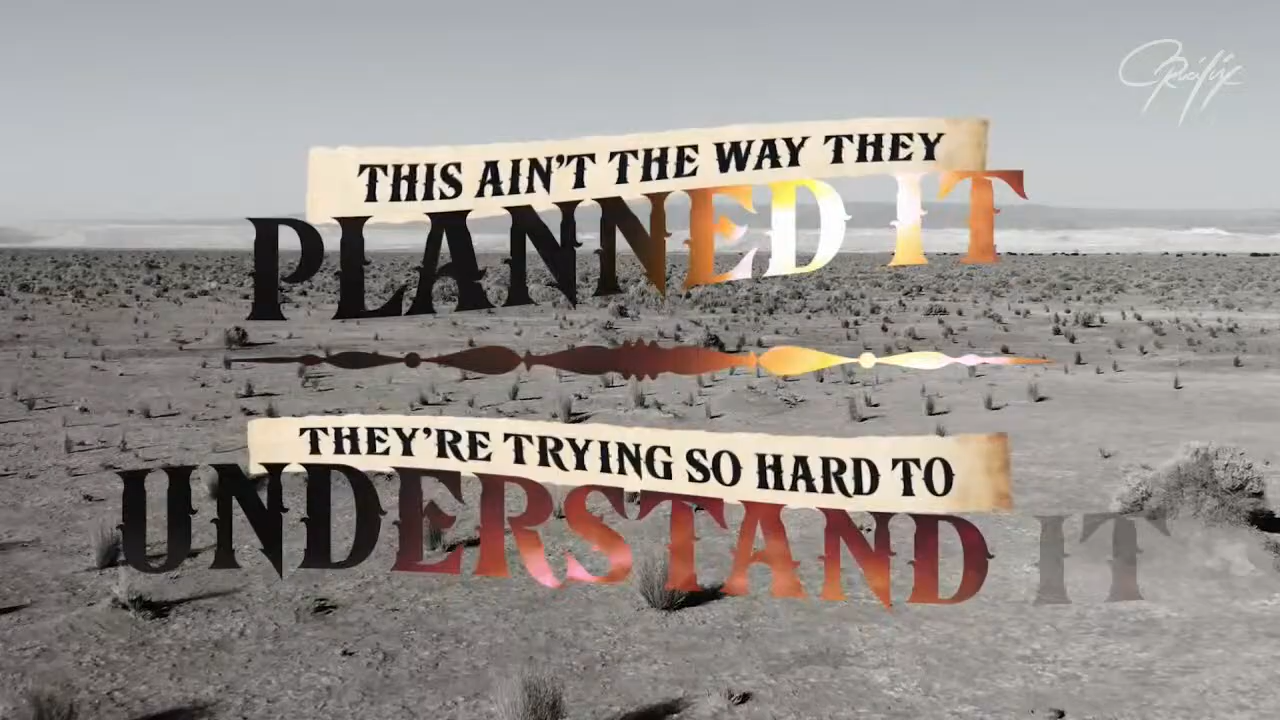 THIS AIN'T THE WAY THEY
PLANNED IT
THEY'RE TRYING SO HARD TO
UNDERSTAND IT